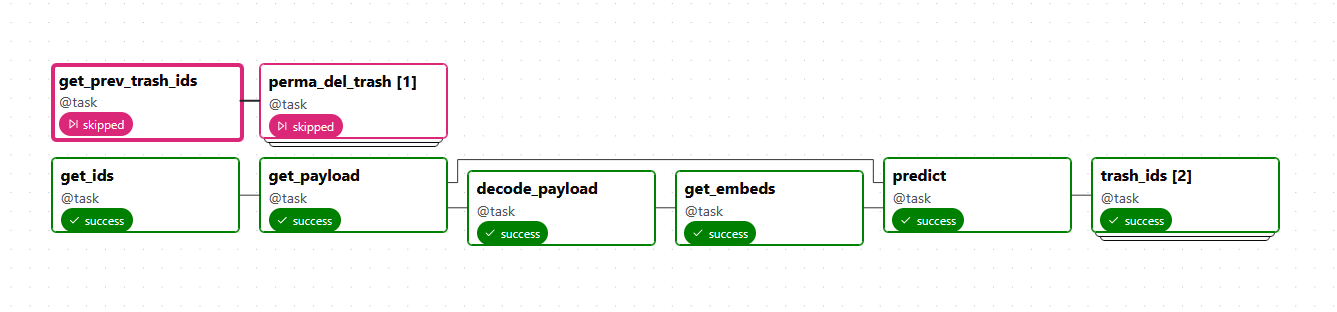 get_prev_trash_ids
@task
skipped
perma_del_trash [1]
@task
skipped
get_ids
@task
success
get_payload
@task
success
decode_payload
@task
success
get_embeds
@task
success
predict
@task
success
trash_ids [2]
@task
success